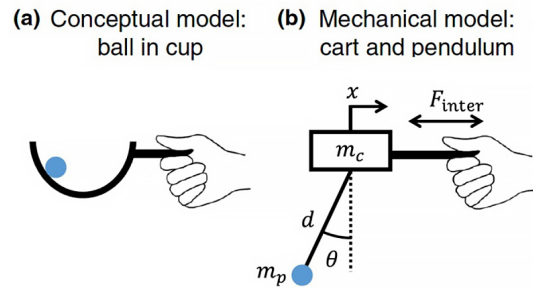 (a) Conceptual model:
ball in cup
(b) Mechanical model:
cart and pendulum
x
F_inter
m_c
d
θ
m_p